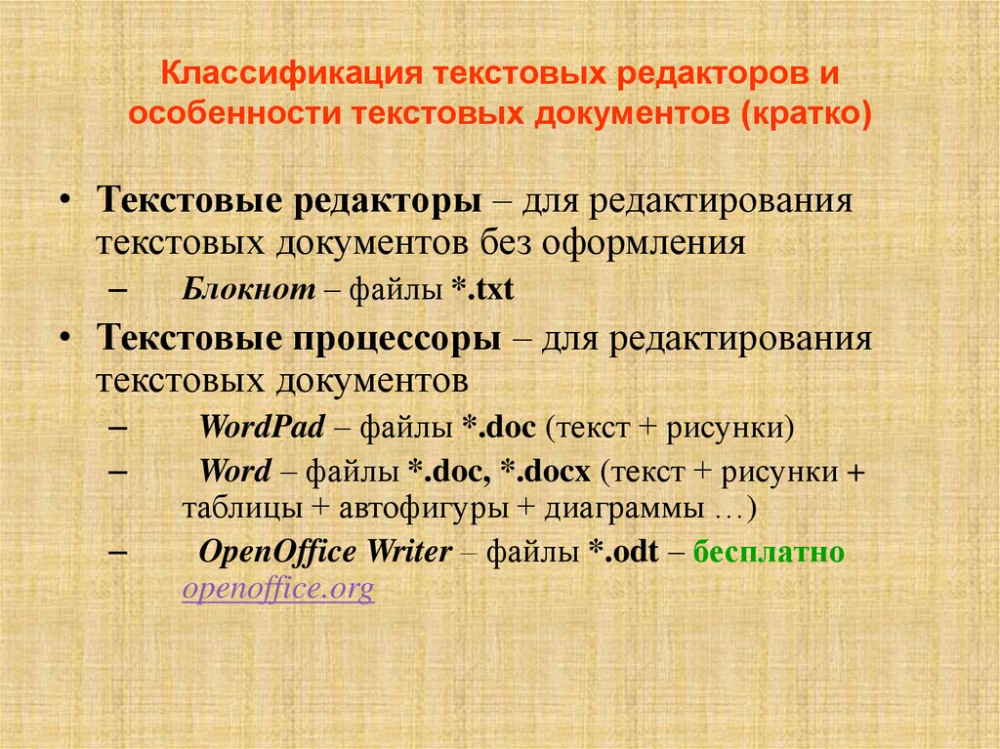 Классификация текстовых редакторов и
особенности текстовых документов (кратко)
• Текстовые редакторы – для редактирования
текстовых документов без оформления
– Блокнот – файлы *.txt
• Текстовые процессоры – для редактирования
текстовых документов
– WordPad – файлы *.doc (текст + рисунки)
– Word – файлы *.doc, *.docx (текст + рисунки +
таблицы + автофигуры + диаграммы …)
– OpenOffice Writer – файлы *.odt – бесплатно
openoffice.org